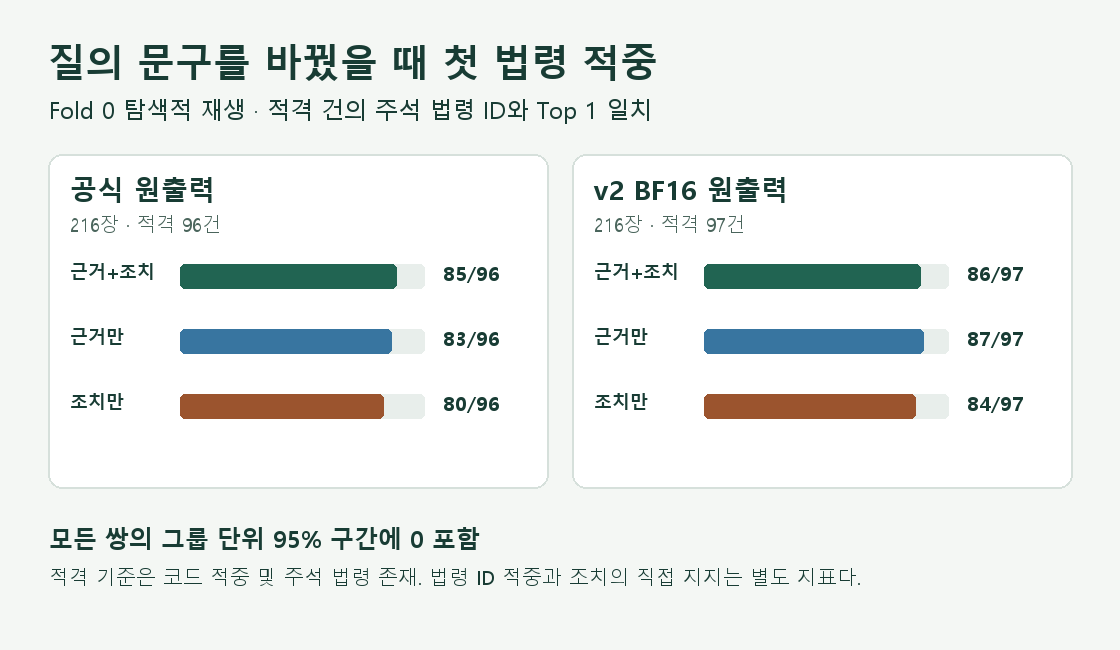 질의 문구를 바꿨을 때 첫 법령 적중
Fold 0 탐색적 재생 · 적격 건의 주석 법령 ID와 Top 1 일치
공식 원출력
216장 · 적격 96건
근거+조치 85/96
근거만 83/96
조치만 80/96
v2 BF16 원출력
216장 · 적격 97건
근거+조치 86/97
근거만 87/97
조치만 84/97
모든 쌍의 그룹 단위 95% 구간에 0 포함
적격 기준은 코드 적중 및 주석 법령 존재. 법령 ID 적중과 조치의 직접 지지는 별도 지표다.